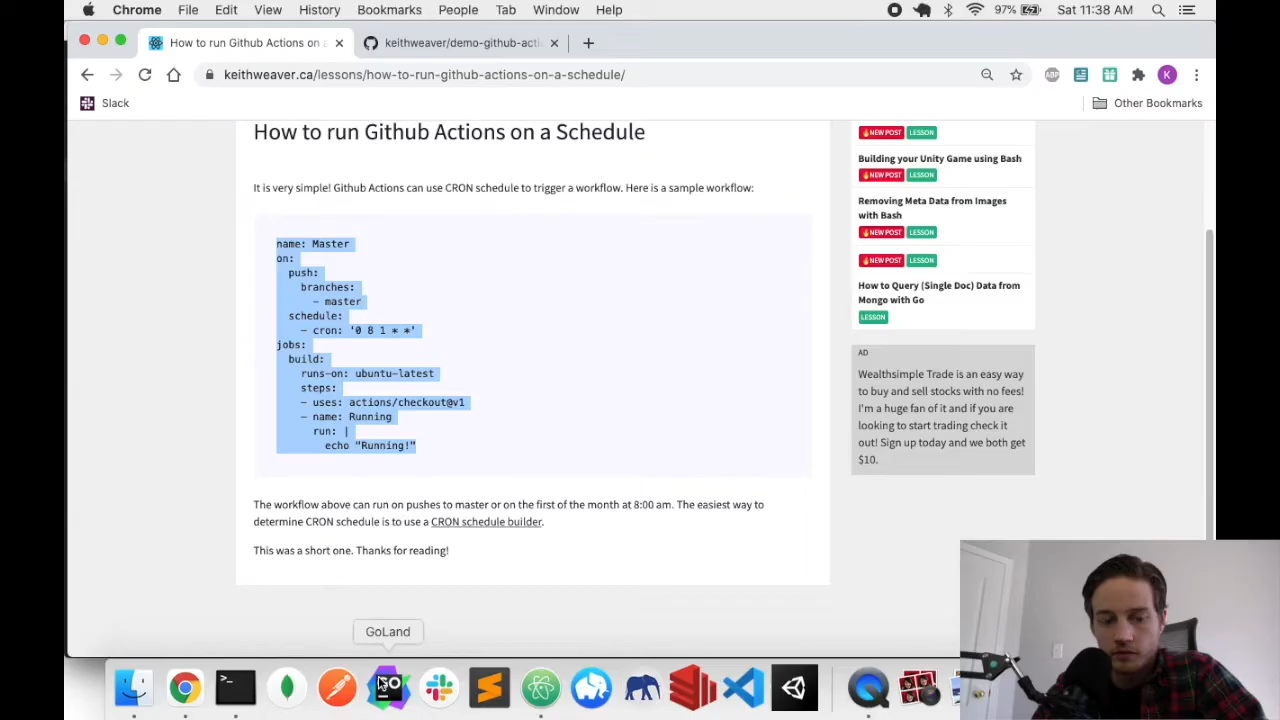 Chrome File Edit View History Bookmarks People Tab Window Help 97% Sat 11:38 AM
How to run Github Actions on a
keithweaver/demo-github-acti
keithweaver.ca/lessons/how-to-run-github-actions-on-a-schedule/
ABP
K
Slack
Other Bookmarks
How to run Github Actions on a Schedule
It is very simple! Github Actions can use CRON schedule to trigger a workflow. Here is a sample workflow:
name: Master
on:
push:
branches:
- master
schedule:
- cron: '0 8 1 * *'
jobs:
build:
runs-on: ubuntu-latest
steps:
- uses: actions/checkout@v1
- name: Running
run: |
echo "Running!"
The workflow above can run on pushes to master or on the first of the month at 8:00 am. The easiest way to
determine CRON schedule is to use a CRON schedule builder.
This was a short one. Thanks for reading!
🔥NEW POST LESSON
Building your Unity Game using Bash
🔥NEW POST LESSON
Removing Meta Data from Images
with Bash
🔥NEW POST LESSON
🔥NEW POST LESSON
How to Query (Single Doc) Data from
Mongo with Go
LESSON
AD
Wealthsimple Trade is an easy way
to buy and sell stocks with no fees!
I'm a huge fan of it and if you are
looking to start trading check it
out! Sign up today and we both get
$10.
GoLand
>_
GO